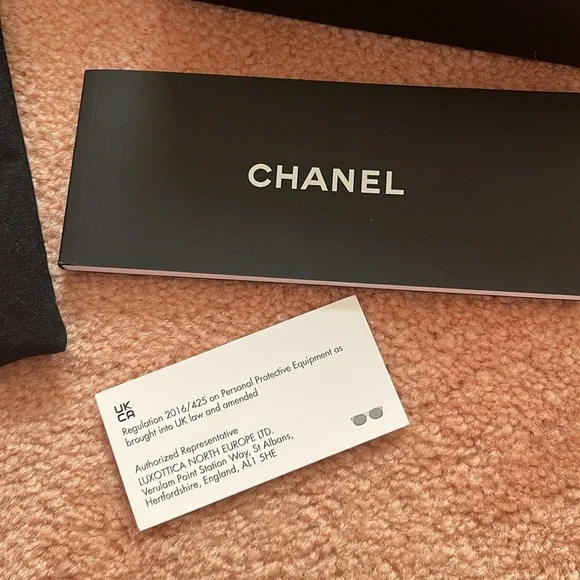 CHANEL
UK
CA
Regulation 2016/425 on Personal Protective Equipment as
brought into UK law and amended
Authorized Representative
LUXOTTICA NORTH EUROPE LTD.
Verulam Point Station Way, St Albans,
Hertfordshire, England, AL1 5HE